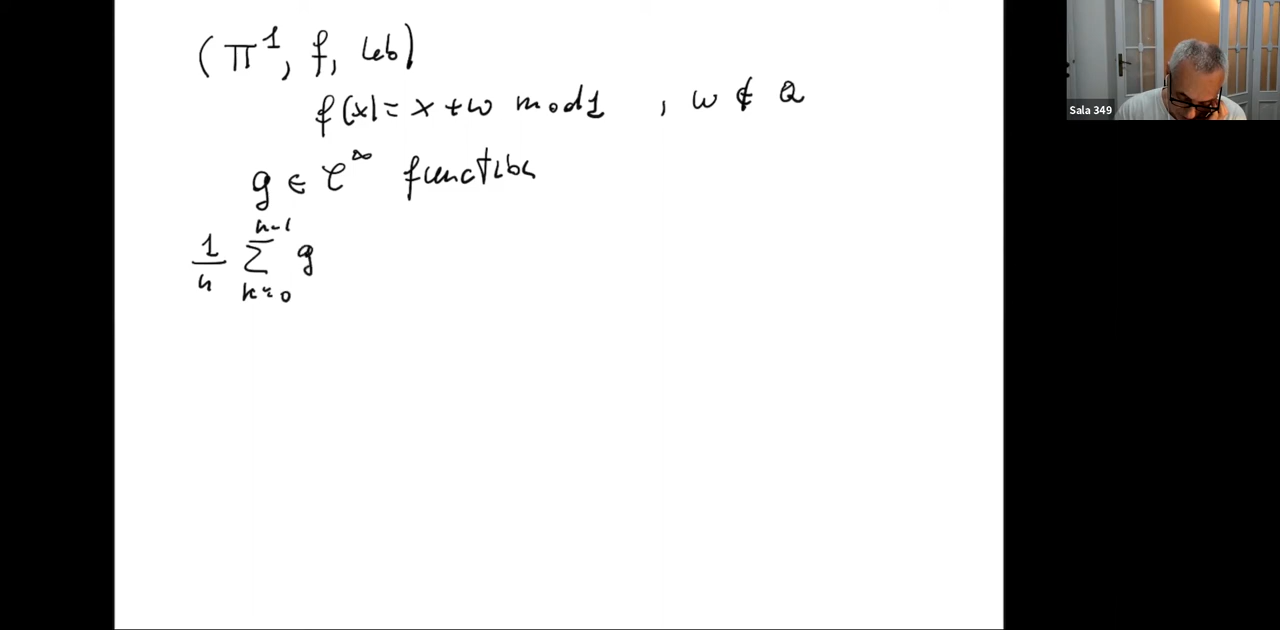 (𝕋¹, f, Leb)
f(x) = x + ω mod 1 , ω ∉ ℚ
g ∈ C^∞ function
1/n ∑_{k=0}^{n-1} g
Sala 349